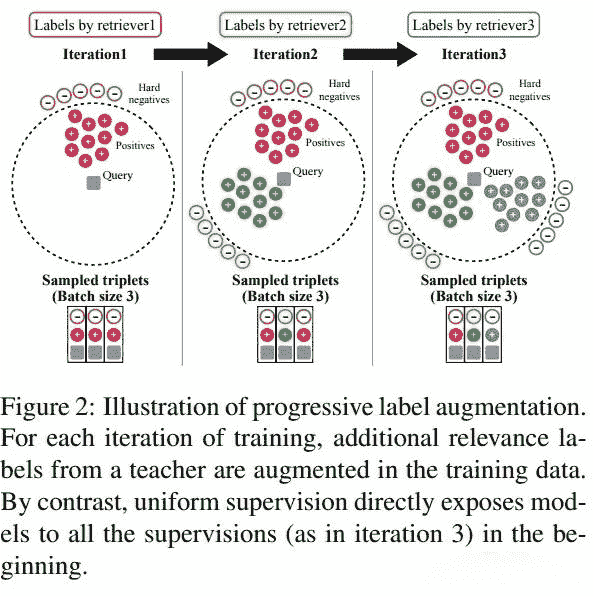 Labels by retriever1 Labels by retriever2 Labels by retriever3
Iteration1 Iteration2 Iteration3
Hard negatives Hard negatives Hard negatives
Positives Positives Positives
Query Query Query
Sampled triplets Sampled triplets Sampled triplets
(Batch size 3) (Batch size 3) (Batch size 3)
Figure 2: Illustration of progressive label augmentation.
For each iteration of training, additional relevance la-
bels from a teacher are augmented in the training data.
By contrast, uniform supervision directly exposes mod-
els to all the supervisions (as in iteration 3) in the be-
ginning.